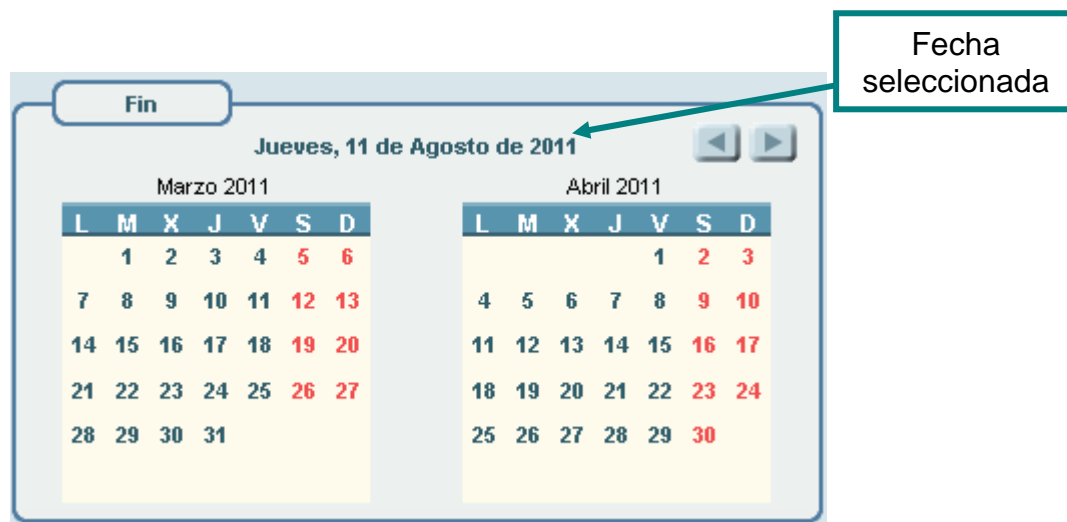 Fecha
seleccionada
Fin
Jueves, 11 de Agosto de 2011
Marzo 2011
L M X J V S D
1 2 3 4 5 6
7 8 9 10 11 12 13
14 15 16 17 18 19 20
21 22 23 24 25 26 27
28 29 30 31
Abril 2011
L M X J V S D
1 2 3
4 5 6 7 8 9 10
11 12 13 14 15 16 17
18 19 20 21 22 23 24
25 26 27 28 29 30